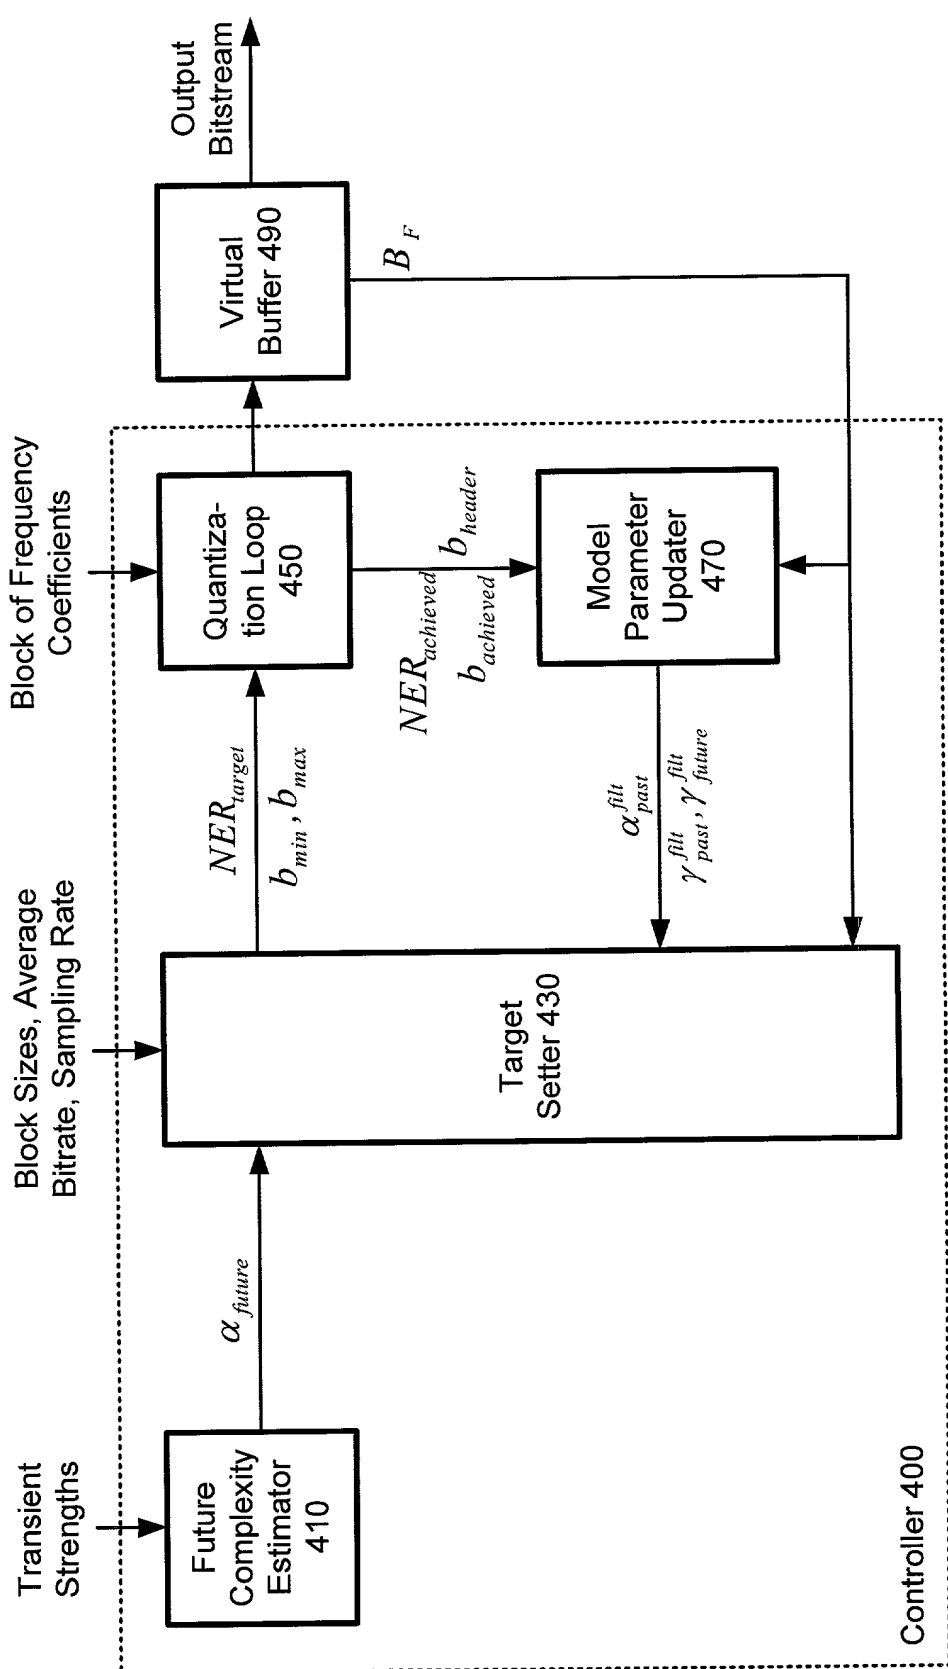 Transient
Strengths
Block Sizes, Average
Bitrate, Sampling Rate
Block of Frequency
Coefficients
Output
Bitstream
Future
Complexity
Estimator
410
α_future
Target
Setter 430
NER_target
b_min , b_max
Quantiza-
tion Loop
450
Virtual
Buffer 490
B_F
NER_achieved b_header
b_achieved
Model
Parameter
Updater
470
α_past^filt
γ_past^filt , γ_future^filt
Controller 400